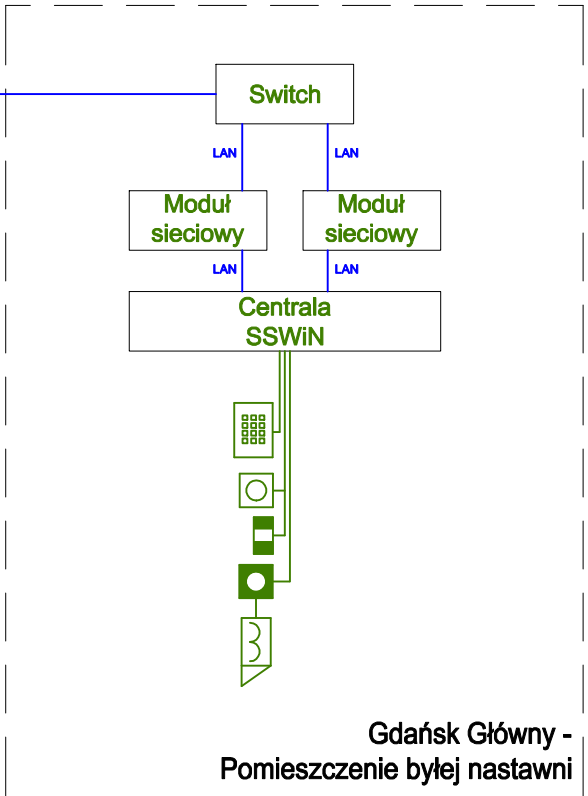 Switch
LAN
LAN
Moduł
sieciowy
Moduł
sieciowy
LAN
LAN
Centrala
SSWiN
Gdańsk Główny -
Pomieszczenie byłej nastawni